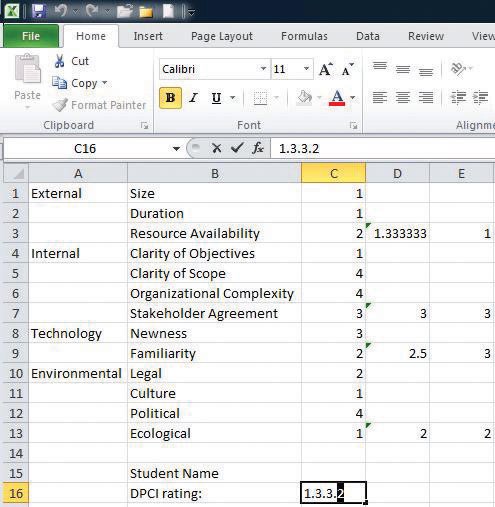 File Home Insert Page Layout Formulas Data Review View
Cut
Copy
Format Painter
Paste
Calibri 11 A A
B I U A
Clipboard Font Alignme
C16 fx 1.3.3.2
A B C D E
1 External Size 1
2 Duration 1
3 Resource Availability 2 1.333333 1
4 Internal Clarity of Objectives 1
5 Clarity of Scope 4
6 Organizational Complexity 4
7 Stakeholder Agreement 3 3 3
8 Technology Newness 3
9 Familiarity 2 2.5 3
10 Environmental Legal 2
11 Culture 1
12 Political 4
13 Ecological 1 2 2
14
15 Student Name
16 DPCI rating: 1.3.3.2